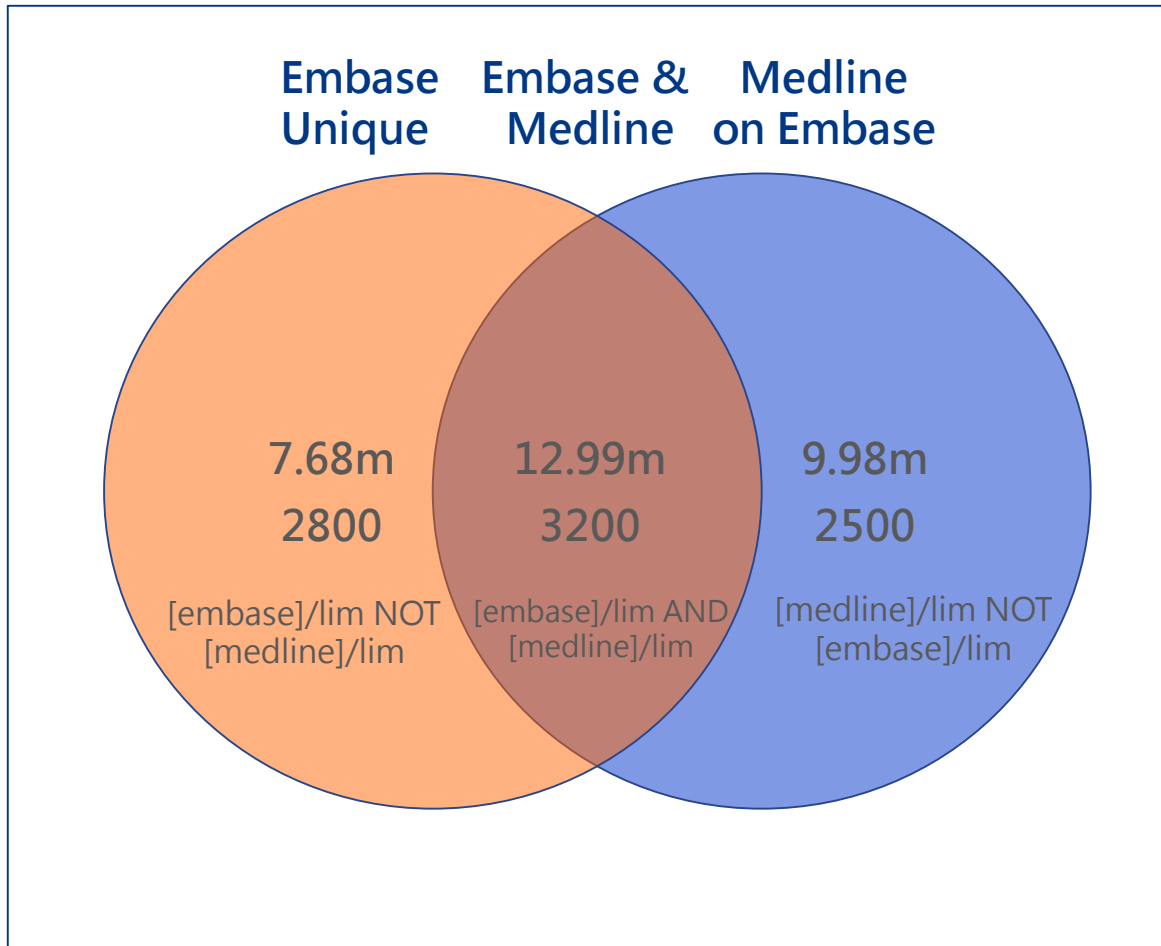 Embase
Unique
Embase &
Medline
Medline
on Embase
7.68m
2800
[embase]/lim NOT
[medline]/lim
12.99m
3200
[embase]/lim AND
[medline]/lim
9.98m
2500
[medline]/lim NOT
[embase]/lim